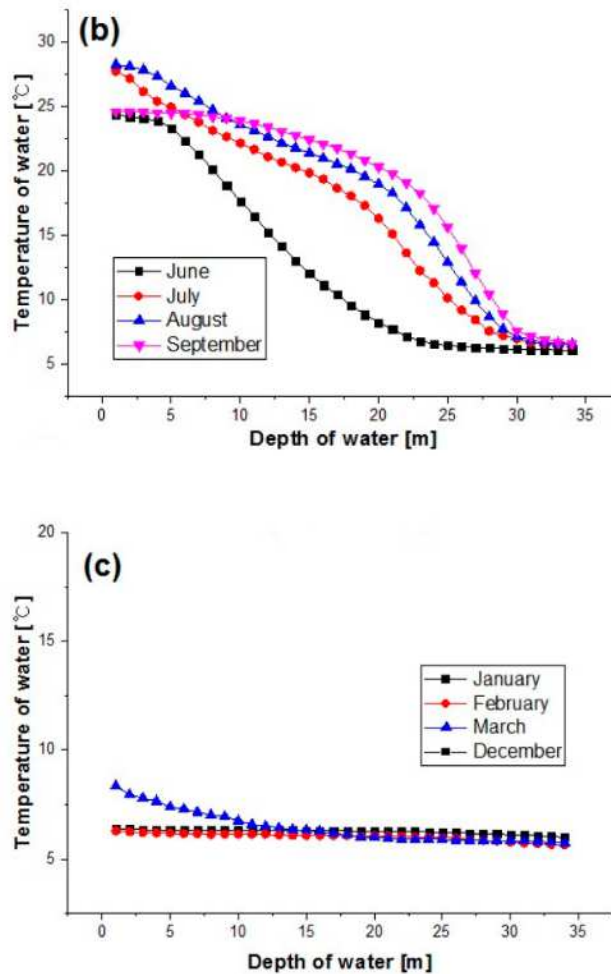 (b)
Temperature of water [℃]
30
25
20
15
10
5
June
July
August
September
0 5 10 15 20 25 30 35
Depth of water [m]
(c)
Temperature of water [℃]
20
15
10
5
January
February
March
December
0 5 10 15 20 25 30 35
Depth of water [m]